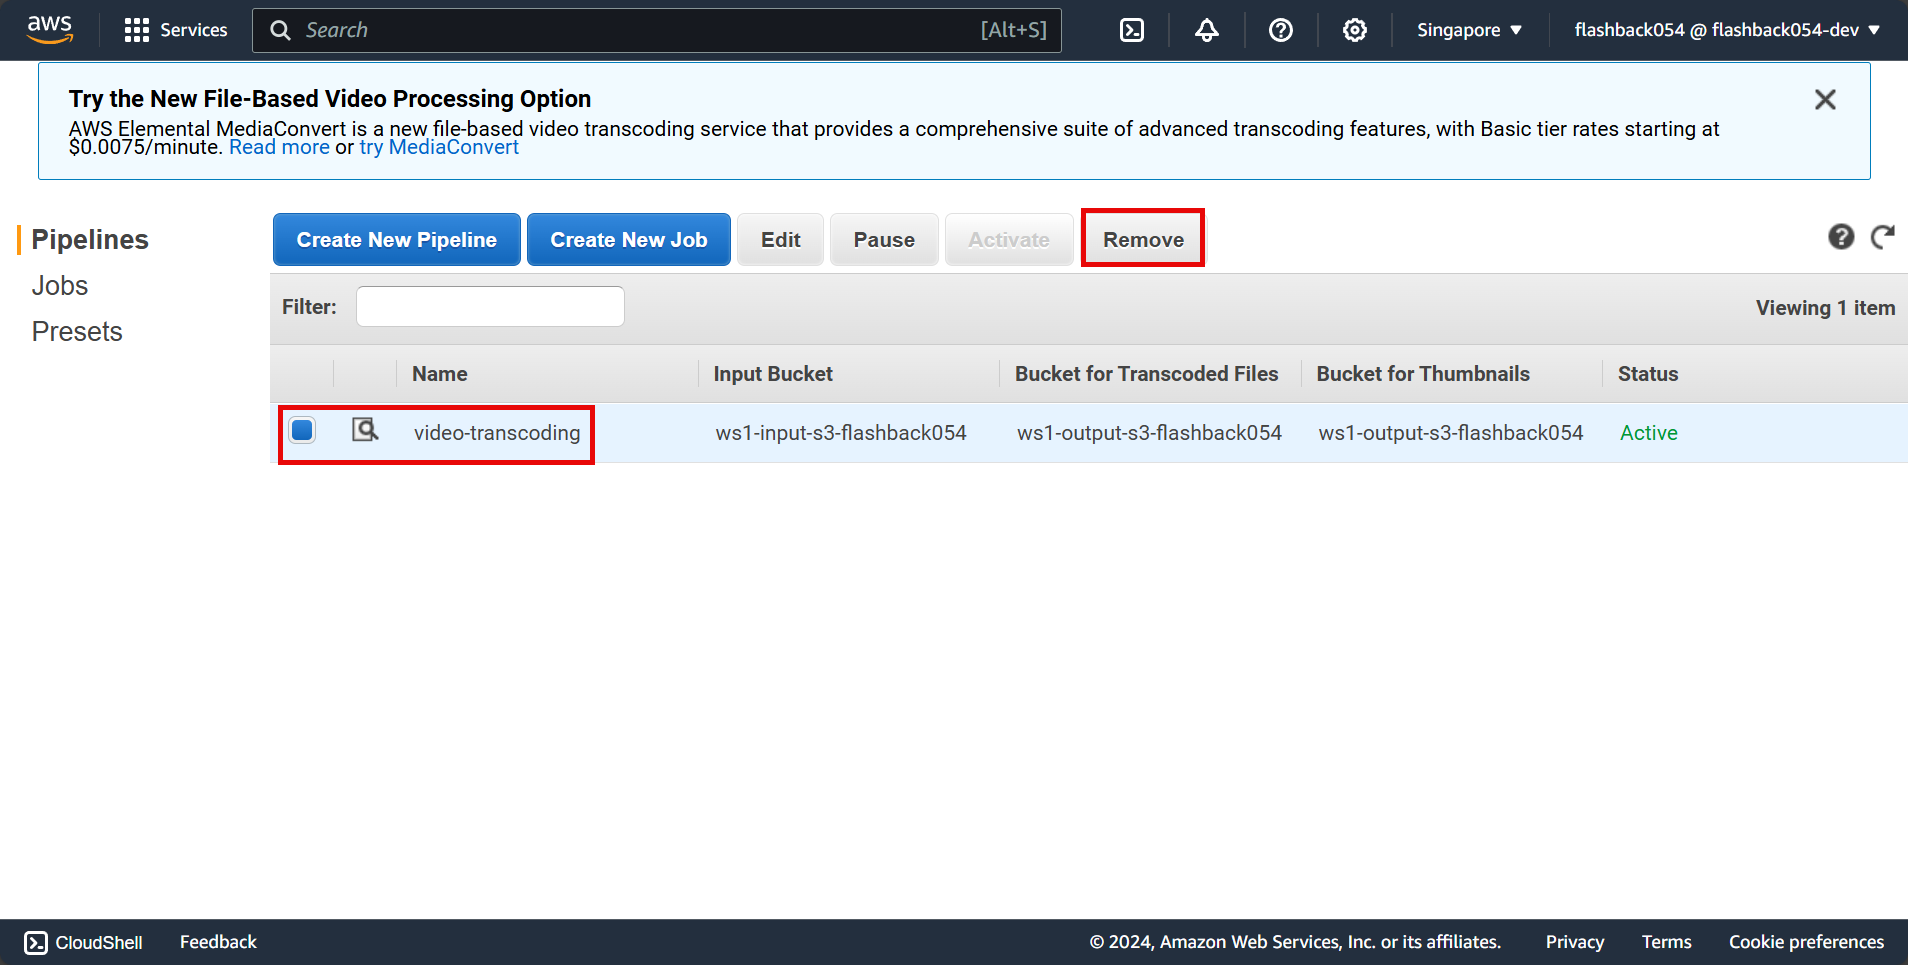 aws
Services
Search
[Alt+S]
Singapore
flashback054 @ flashback054-dev
Try the New File-Based Video Processing Option
AWS Elemental MediaConvert is a new file-based video transcoding service that provides a comprehensive suite of advanced transcoding features, with Basic tier rates starting at
$0.0075/minute. Read more or try MediaConvert
Pipelines
Jobs
Presets
Create New Pipeline
Create New Job
Edit
Pause
Activate
Remove
Filter:
Viewing 1 item
Name
Input Bucket
Bucket for Transcoded Files
Bucket for Thumbnails
Status
video-transcoding
ws1-input-s3-flashback054
ws1-output-s3-flashback054
ws1-output-s3-flashback054
Active
CloudShell
Feedback
© 2024, Amazon Web Services, Inc. or its affiliates.
Privacy
Terms
Cookie preferences